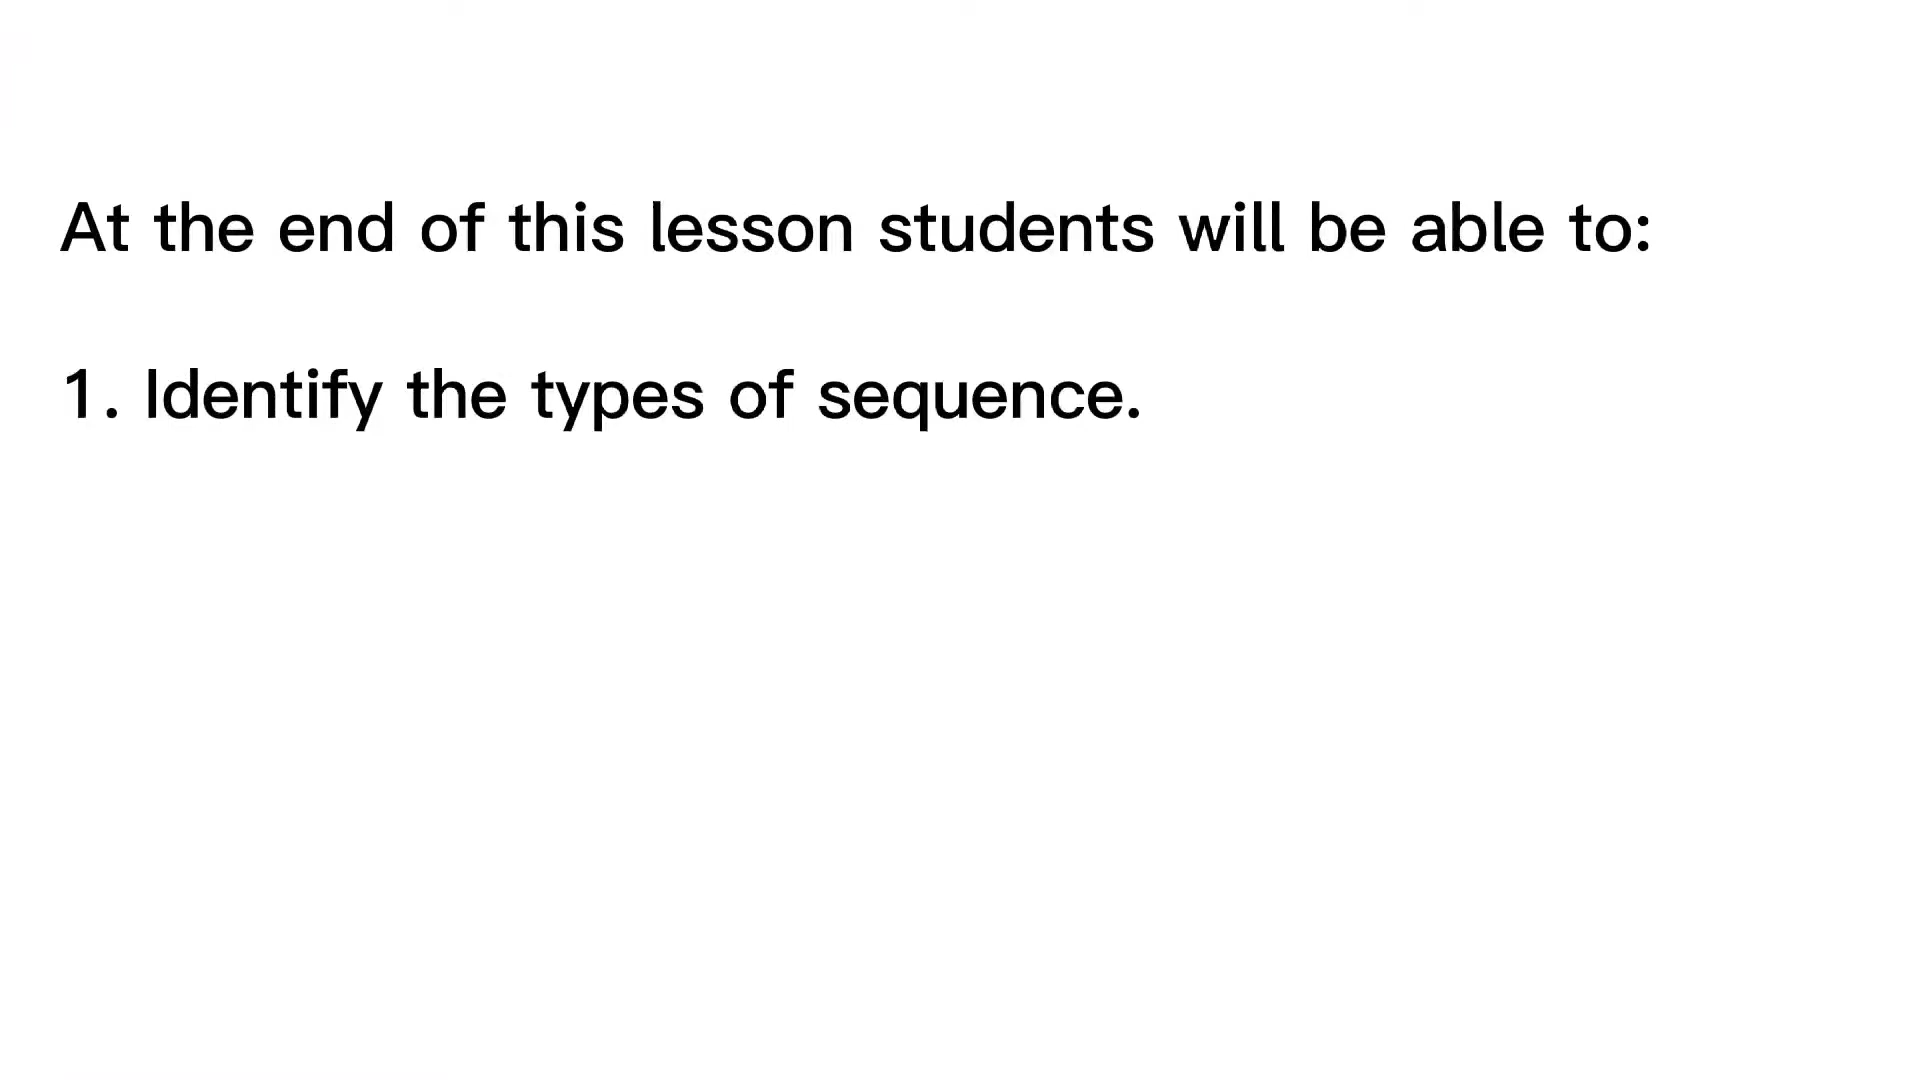 At the end of this lesson students will be able to:
1. Identify the types of sequence.